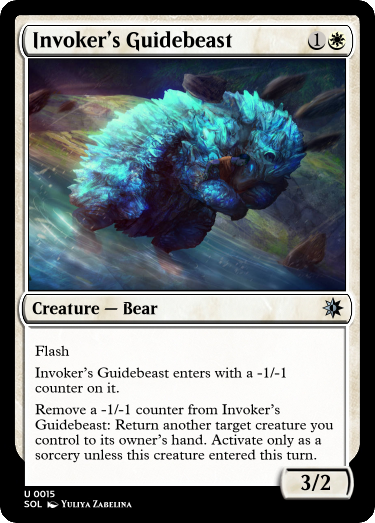 Invoker's Guidebeast
1
Creature — Bear
Flash
Invoker's Guidebeast enters with a -1/-1
counter on it.
Remove a -1/-1 counter from Invoker's
Guidebeast: Return another target creature you
control to its owner's hand. Activate only as a
sorcery unless this creature entered this turn.
3/2
U 0015
SOL Yuliya Zabelina